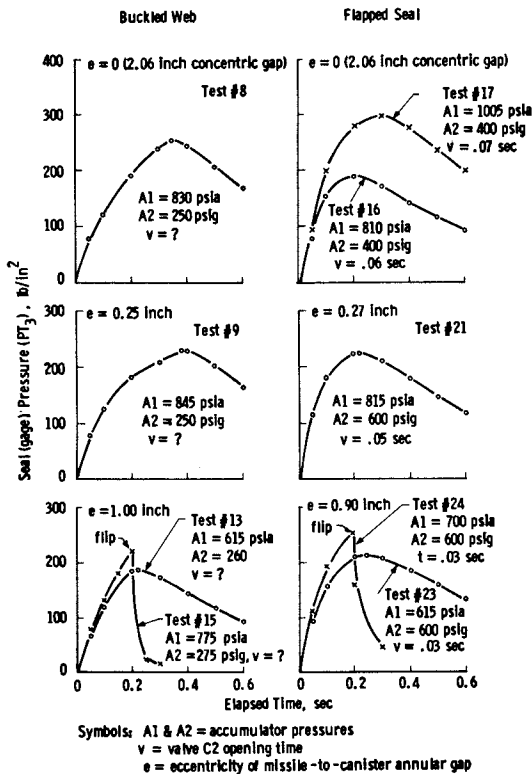 Buckled Web
Flapped Seal
e = 0 (2.06 inch concentric gap)
Test #8
A1 = 830 psia
A2 = 250 psig
v = ?
e = 0 (2.06 inch concentric gap)
Test #17
A1 = 1005 psia
A2 = 400 psig
v = .07 sec
Test #16
A1 = 810 psia
A2 = 400 psig
v = .06 sec
400
300
200
100
0
e = 0.25 inch
Test #9
A1 = 845 psia
A2 = 250 psig
v = ?
e = 0.27 inch
Test #21
A1 = 815 psia
A2 = 600 psig
v = .05 sec
300
200
100
0
Seal (gage) Pressure (PT3), lb/in2
e = 1.00 inch
Test #13
A1 = 615 psia
A2 = 260
v = ?
flip
Test #15
A1 = 775 psia
A2 = 275 psig, v = ?
e = 0.90 inch
Test #24
A1 = 700 psia
A2 = 600 psig
t = .03 sec
flip
Test #23
A1 = 615 psia
A2 = 600 psig
v = .03 sec
300
200
100
0
0 0.2 0.4 0.6 0 0.2 0.4 0.6
Elapsed Time, sec
Symbols: A1 & A2 = accumulator pressures
v = valve C2 opening time
e = eccentricity of missile-to-canister annular gap